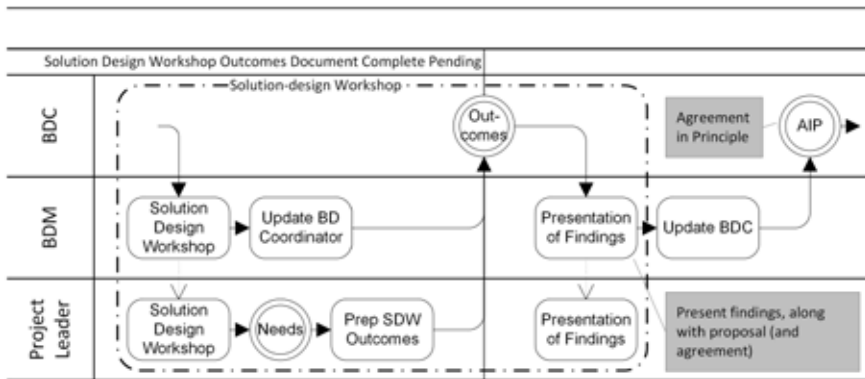 Solution Design Workshop Outcomes Document Complete Pending
Solution-design Workshop
BDC
Out-
comes
Agreement
in Principle
AIP
BDM
Solution
Design
Workshop
Update BD
Coordinator
Presentation
of Findings
Update BDC
Project
Leader
Solution
Design
Workshop
Needs
Prep SDW
Outcomes
Presentation
of Findings
Present findings, along
with proposal (and
agreement)